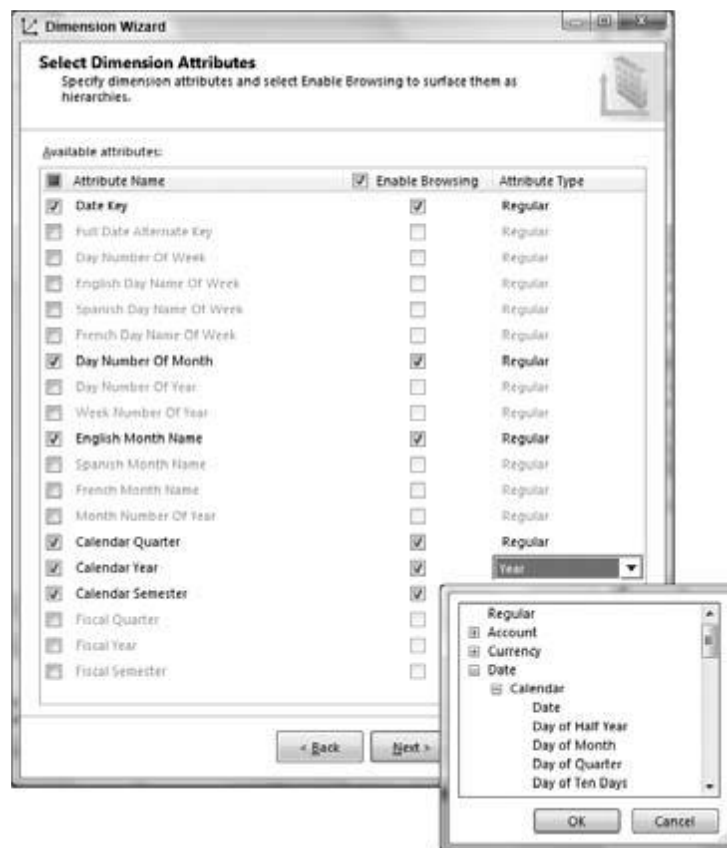 Dimension Wizard
Select Dimension Attributes
Specify dimension attributes and select Enable Browsing to surface them as
hierarchies.
Available attributes:
Attribute Name Enable Browsing Attribute Type
Date Key Regular
Full Date Alternate Key Regular
Day Number Of Week Regular
English Day Name Of Week Regular
Spanish Day Name Of Week Regular
French Day Name Of Week Regular
Day Number Of Month Regular
Day Number Of Year Regular
Week Number Of Year Regular
English Month Name Regular
Spanish Month Name Regular
French Month Name Regular
Month Number Of Year Regular
Calendar Quarter Regular
Calendar Year Year
Calendar Semester
Fiscal Quarter
Fiscal Year
Fiscal Semester
< Back Next >
Regular
Account
Currency
Date
Calendar
Date
Day of Half Year
Day of Month
Day of Quarter
Day of Ten Days
OK Cancel